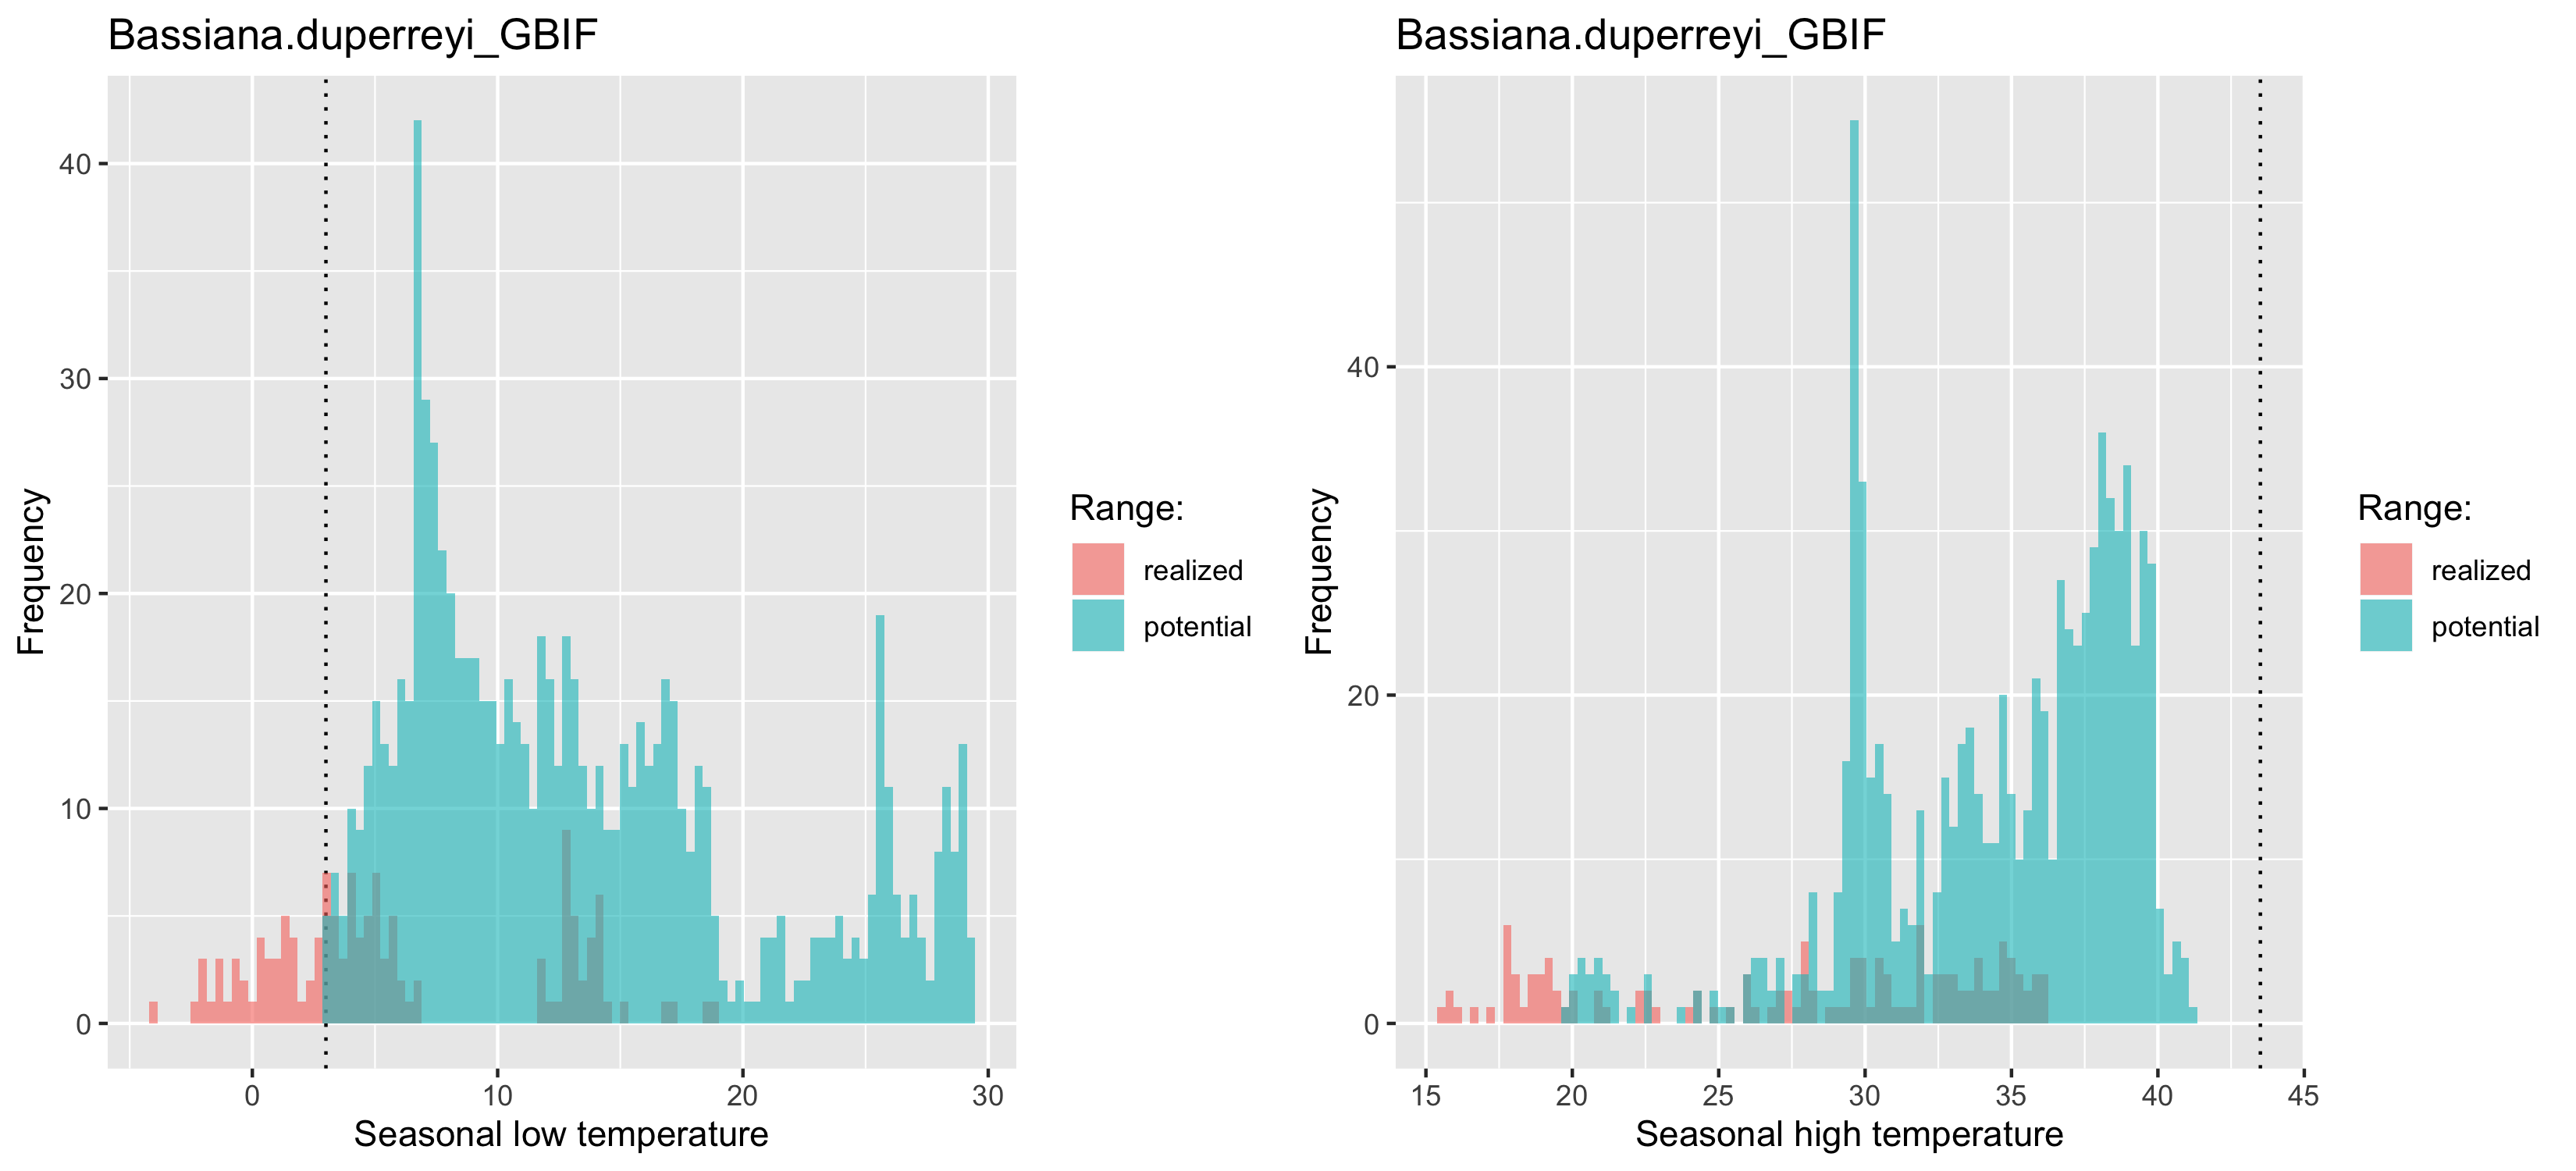 Bassiana.duperreyi_GBIF
40
30
20
10
0
Frequency
0 10 20 30
Seasonal low temperature
Range:
realized
potential
Bassiana.duperreyi_GBIF
40
20
0
Frequency
15 20 25 30 35 40 45
Seasonal high temperature
Range:
realized
potential